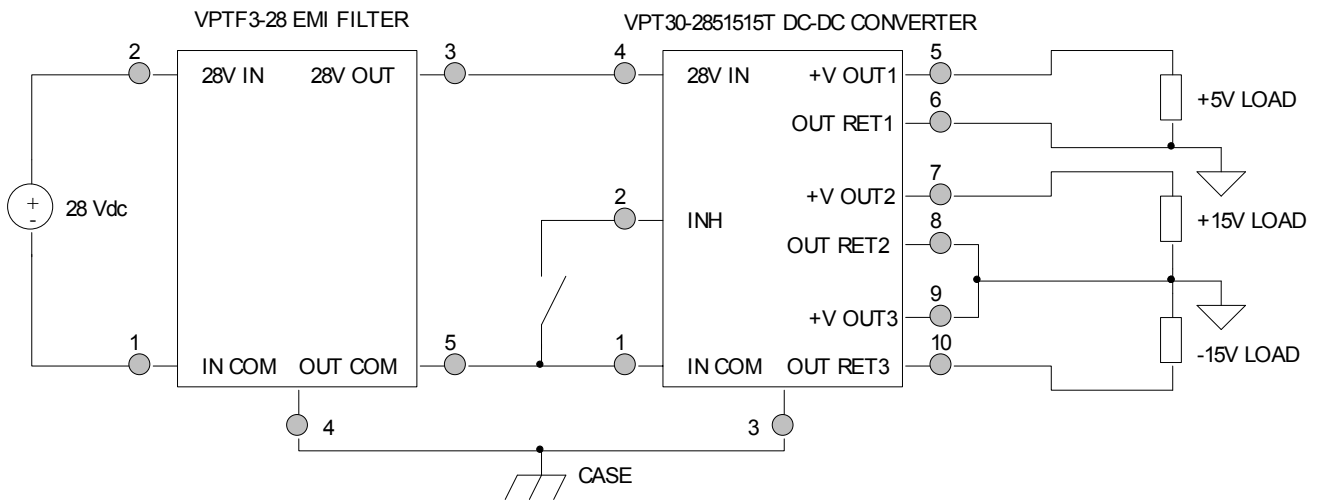 VPTF3-28 EMI FILTER
VPT30-2851515T DC-DC CONVERTER
2
28V IN
28V OUT
3
4
28V IN
+V OUT1
5
+5V LOAD
OUT RET1
6
+V OUT2
7
28 Vdc
+
-
2
INH
OUT RET2
8
+15V LOAD
+V OUT3
9
1
IN COM
OUT COM
5
1
IN COM
OUT RET3
10
-15V LOAD
4
3
CASE